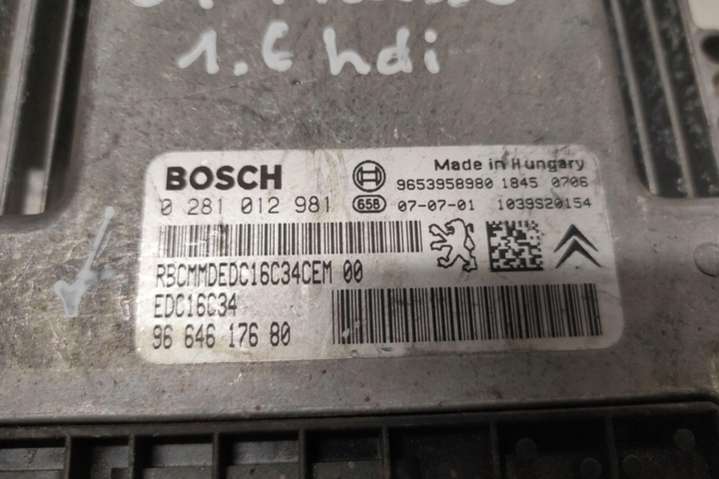 1.6 hdi
BOSCH
Made in Hungary
9653958980 1845 0706
0 281 012 981 658 07-07-01 1039S20154
RBCMMDEDC16C34CEM 00
EDC16C34
96 646 176 80